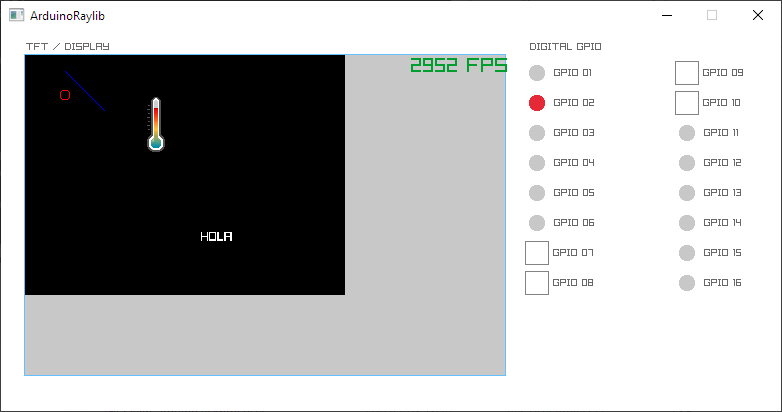 ArduinoRaylib
TFT / DISPLAY
2952 FPS
HOLA
DIGITAL GPIO
GPIO 01
GPIO 02
GPIO 03
GPIO 04
GPIO 05
GPIO 06
GPIO 07
GPIO 08
GPIO 09
GPIO 10
GPIO 11
GPIO 12
GPIO 13
GPIO 14
GPIO 15
GPIO 16